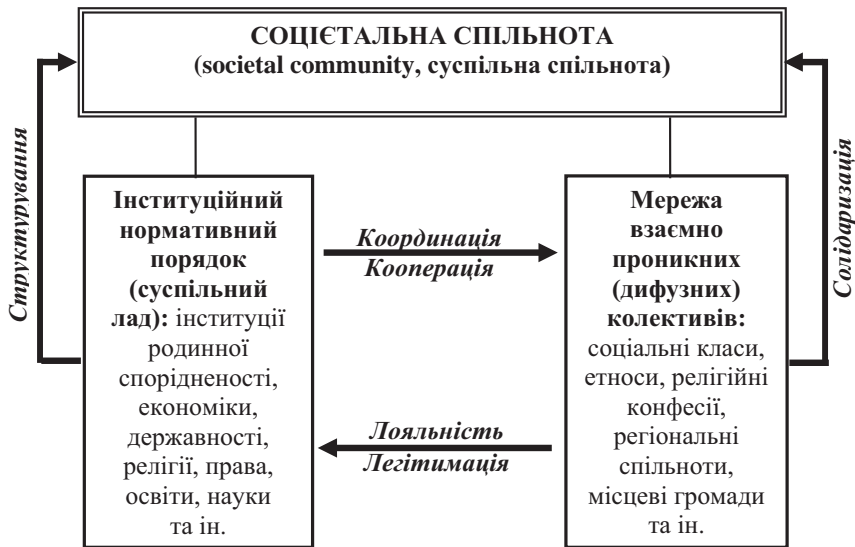 СОЦІЄТАЛЬНА СПІЛЬНОТА
(societal community, суспільна спільнота)
Структурування
Інституційний
нормативний
порядок
(суспільний
лад): інституції
родинної
спорідненості,
економіки,
державності,
релігії, права,
освіти, науки
та ін.
Координація
Кооперація
Лояльність
Легітимація
Мережа
взаємно
проникних
(дифузних)
колективів:
соціальні класи,
етноси, релігійні
конфесії,
регіональні
спільноти,
місцеві громади
та ін.
Солідаризація